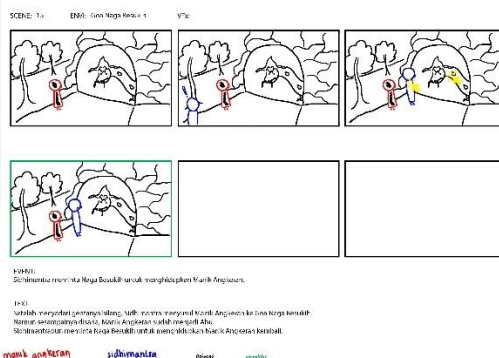 SCENE: ENV: Goa Naga Besukih VFx:
EVENT:
Sidhimantra meminta Naga Besukih untuk menghidupkan Manik Angkeran.
TEXT
Setelah menyadari gentanya hilang, Sidhimantra menyusul Manik Angkeran ke Goa Naga Besukih
Namun sesampainya disana, Manik Angkeran sudah menjadi Abu
Sidhimantrapun meminta Naga Besukih untuk menghidupkan Manik Angkeran kembali.
manik angkeran sidhimantra